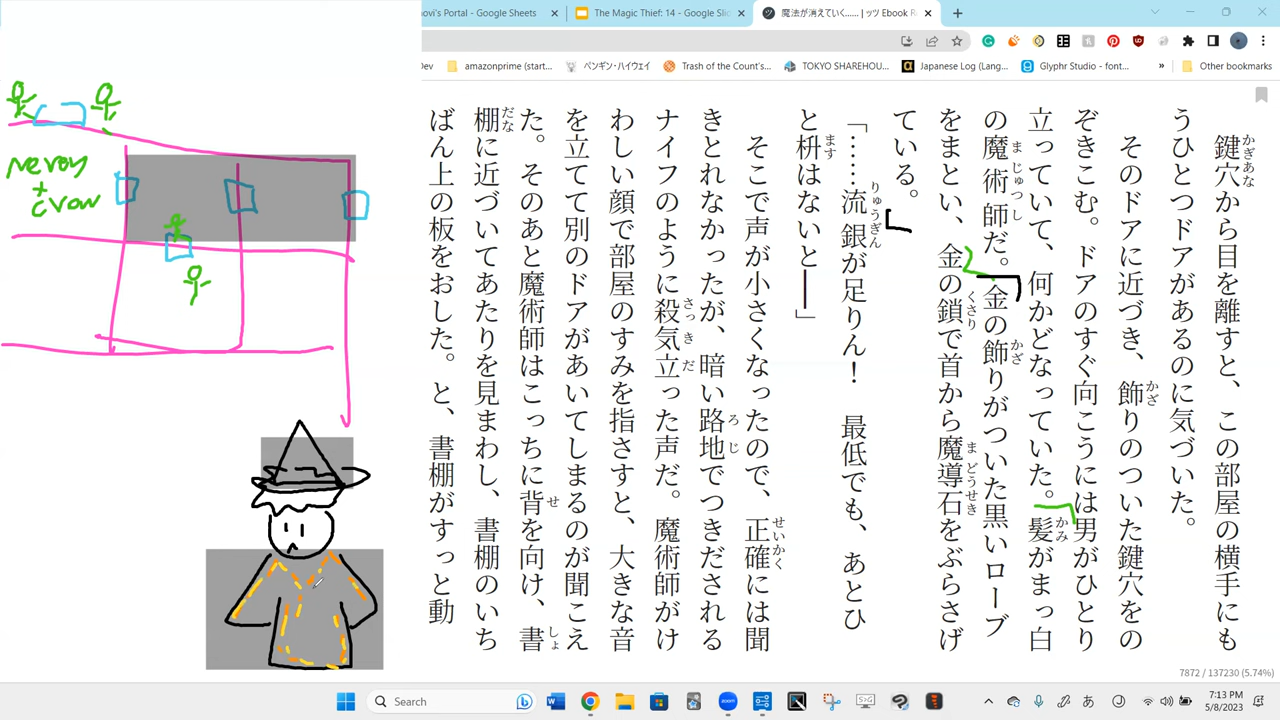 ovi's Portal - Google Sheets
The Magic Thief: 14 - Google Slid
魔法が消えていく...... | ッツ Ebook R
Dev
amazonprime (start...
ペンギン・ハイウェイ
Trash of the Count's...
TOKYO SHAREHOU...
Japanese Log (Lang...
Glyphr Studio - font...
»
Other bookmarks
nevery
+
crow
鍵穴から目を離すと、この部屋の横手にも
うひとつドアがあるのに気づいた。
そのドアに近づき、飾りのついた鍵穴をの
ぞきこむ。ドアのすぐ向こうには男がひとり
立っていて、何かどなっていた。髪がまっ白
の魔術師だ。金の飾りがついた黒いローブ
をまとい、金の鎖で首から魔導石をぶらさげ
ている。
「……流銀が足りん！　最低でも、あとひ
と枡はないと――」
そこで声が小さくなったので、正確には聞
きとれなかったが、暗い路地でつきだされる
ナイフのように殺気立った声だ。魔術師がけ
わしい顔で部屋のすみを指さすと、大きな音
を立てて別のドアがあいてしまるのが聞こえ
た。そのあと魔術師はこっちに背を向け、書
棚に近づいてあたりを見まわし、書棚のいち
ばん上の板をおした。と、書棚がすっと動
7872 / 137230 (5.74%)
Search
zoom
7:13 PM
5/8/2023